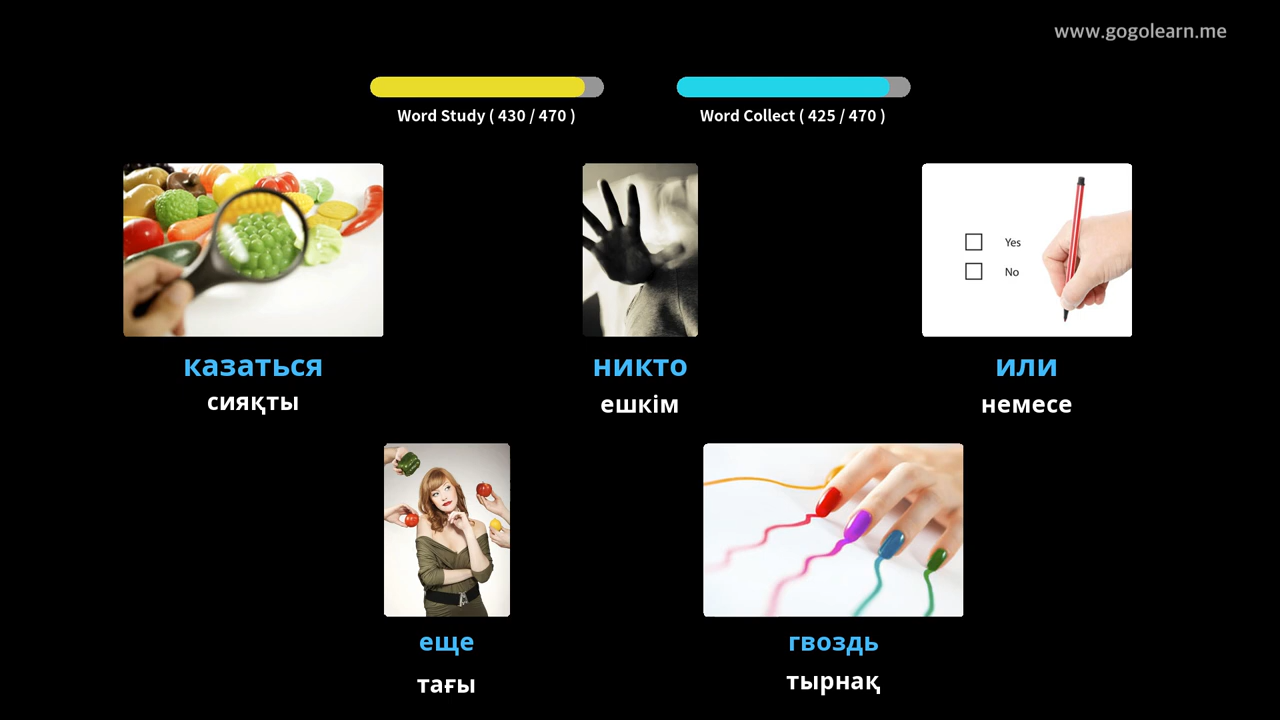 www.gogolearn.me
Word Study ( 430 / 470 )
Word Collect ( 425 / 470 )
Yes
No
казаться
сияқты
никто
ешкім
или
немесе
еще
тағы
гвоздь
тырнақ